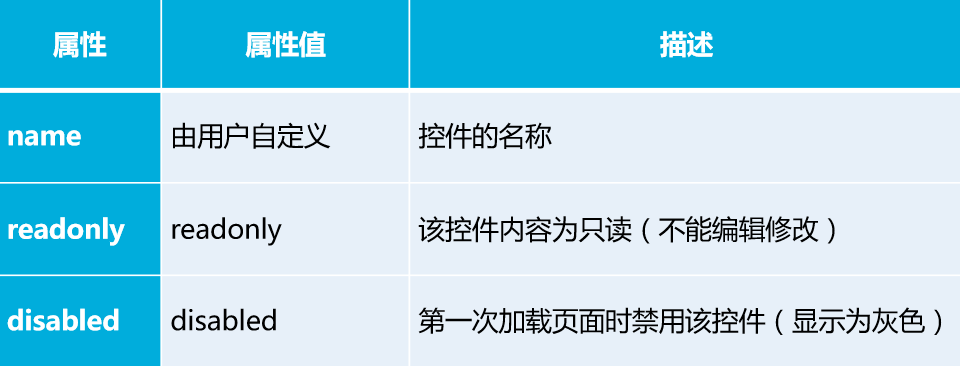 属性 属性值 描述
name 由用户自定义 控件的名称
readonly readonly 该控件内容为只读（不能编辑修改）
disabled disabled 第一次加载页面时禁用该控件（显示为灰色）